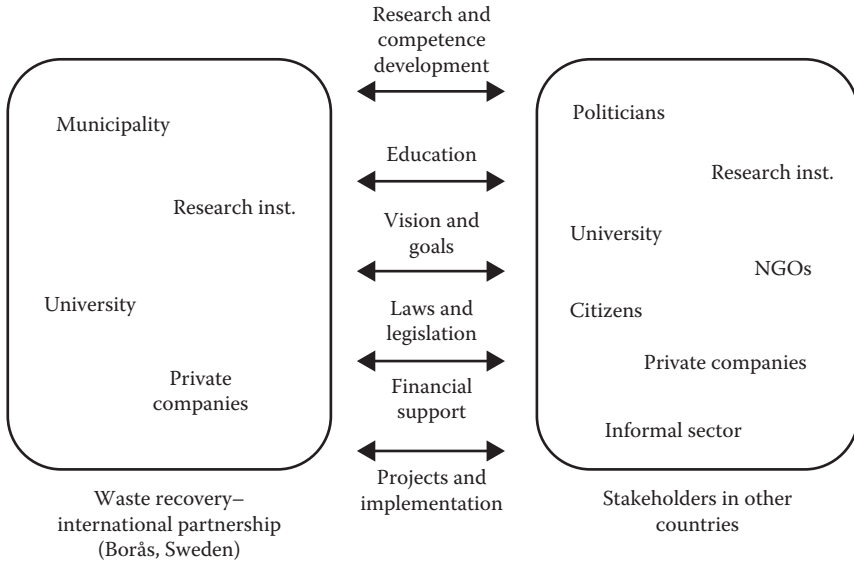 Municipality
Research inst.
University
Private
companies
Waste recovery–
international partnership
(Borås, Sweden)
Research and
competence
development
Education
Vision and
goals
Laws and
legislation
Financial
support
Projects and
implementation
Politicians
Research inst.
University
NGOs
Citizens
Private companies
Informal sector
Stakeholders in other
countries